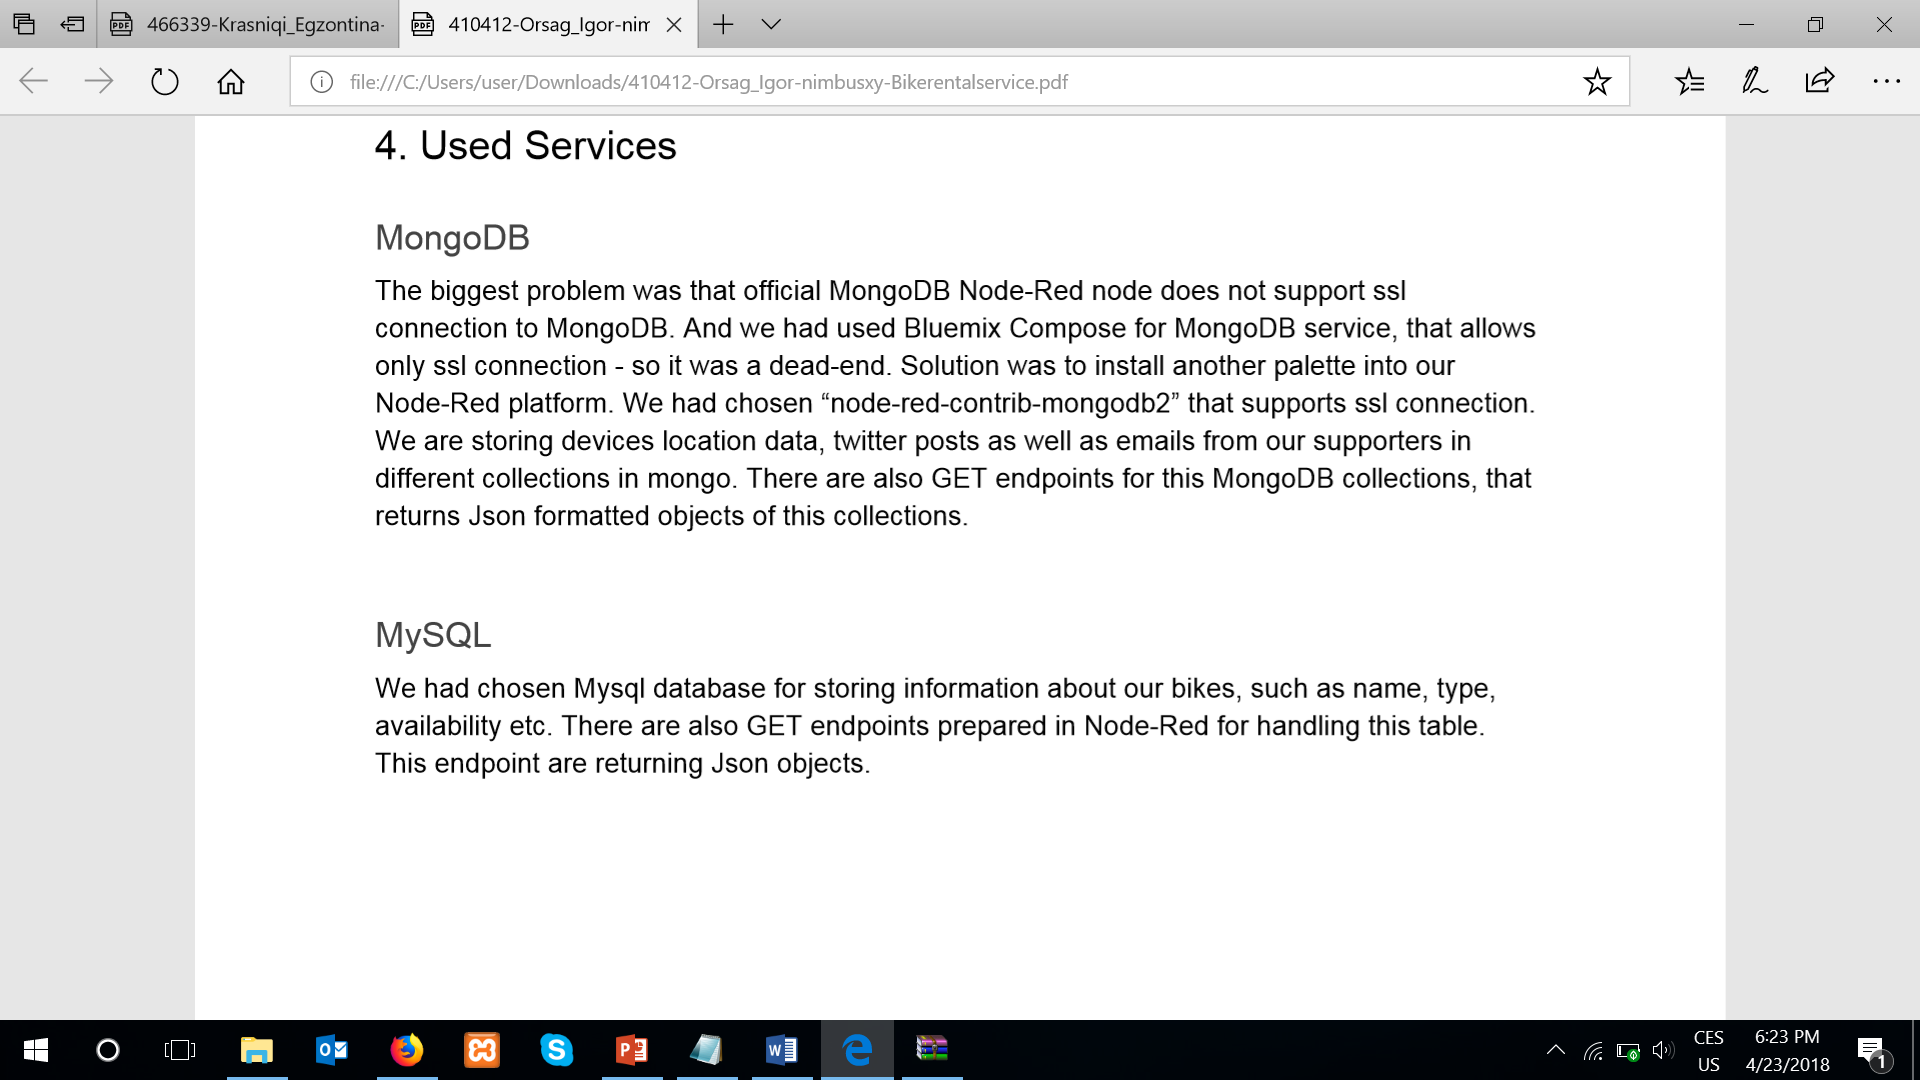 466339-Krasniqi_Egzontina-
410412-Orsag_Igor-nim
file:///C:/Users/user/Downloads/410412-Orsag_Igor-nimbusxy-Bikerentalservice.pdf
4. Used Services
MongoDB
The biggest problem was that official MongoDB Node-Red node does not support ssl
connection to MongoDB. And we had used Bluemix Compose for MongoDB service, that allows
only ssl connection - so it was a dead-end. Solution was to install another palette into our
Node-Red platform. We had chosen “node-red-contrib-mongodb2” that supports ssl connection.
We are storing devices location data, twitter posts as well as emails from our supporters in
different collections in mongo. There are also GET endpoints for this MongoDB collections, that
returns Json formatted objects of this collections.
MySQL
We had chosen Mysql database for storing information about our bikes, such as name, type,
availability etc. There are also GET endpoints prepared in Node-Red for handling this table.
This endpoint are returning Json objects.
CES
US
6:23 PM
4/23/2018
1